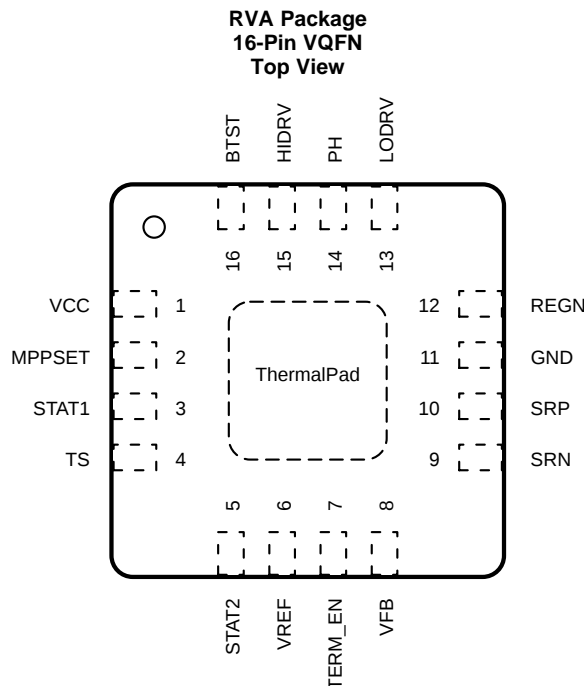 RVA Package
16-Pin VQFN
Top View
BTST
HIDRV
PH
LODRV
16
15
14
13
VCC
1
12
REGN
MPPSET
2
11
GND
ThermalPad
STAT1
3
10
SRP
TS
4
9
SRN
5
6
7
8
STAT2
VREF
TERM_EN
VFB